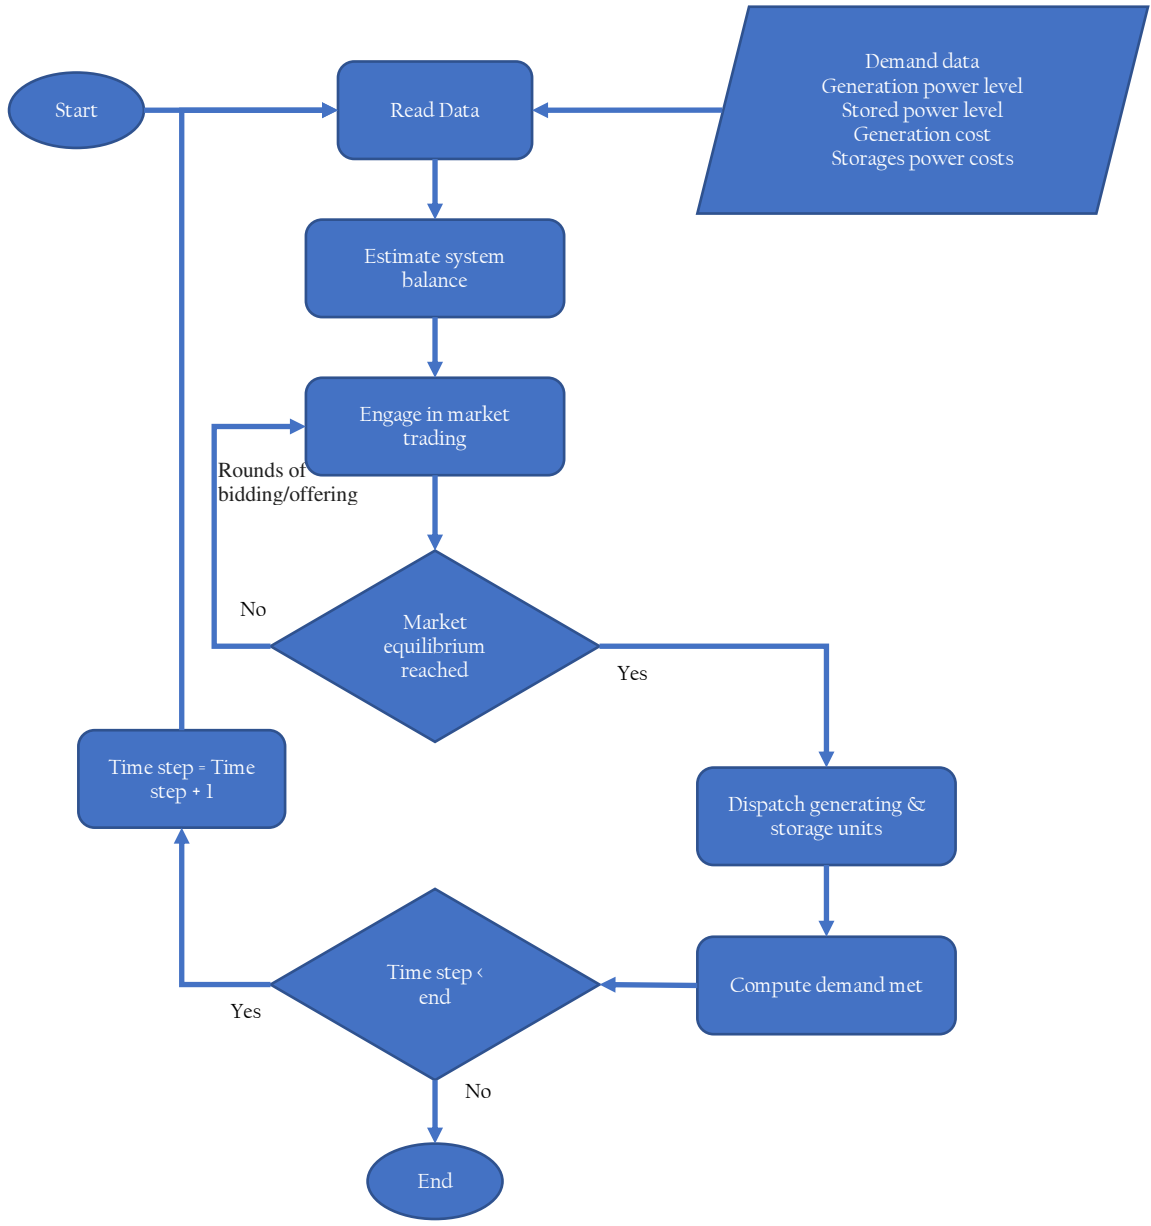 Start
Read Data
Demand data
Generation power level
Stored power level
Generation cost
Storages power costs
Estimate system
balance
Engage in market
trading
Rounds of
bidding/offering
No
Market
equilibrium
reached
Yes
Time step = Time
step + 1
Dispatch generating &
storage units
Time step <
end
Compute demand met
Yes
No
End